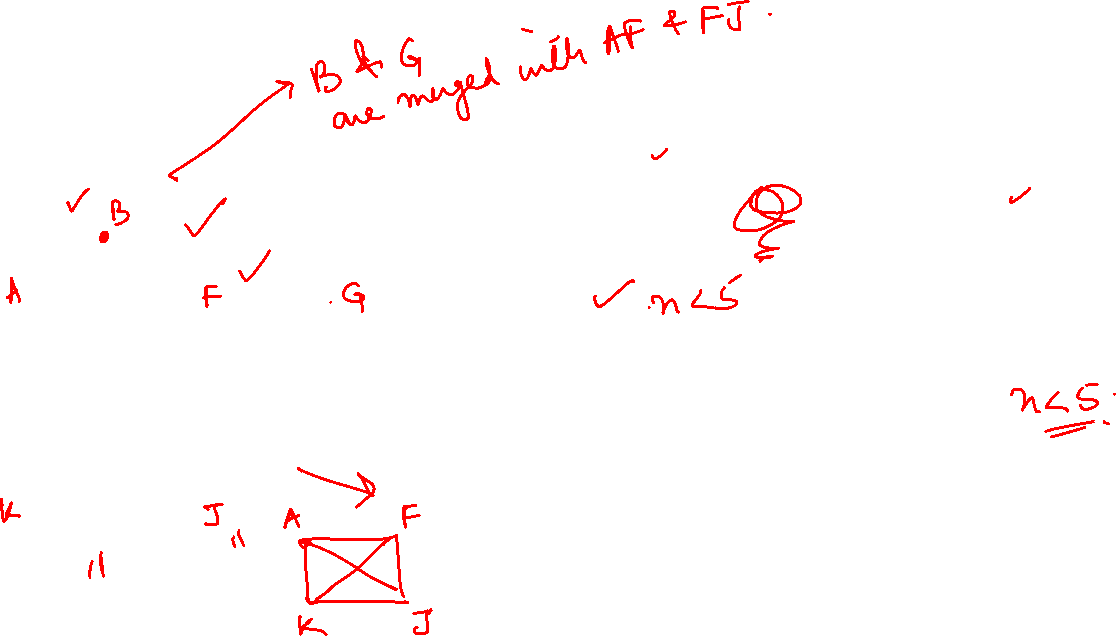 B & G
are merged with AF & FJ.
B
A F .G
n<5
n<5.
K J
A F
K J